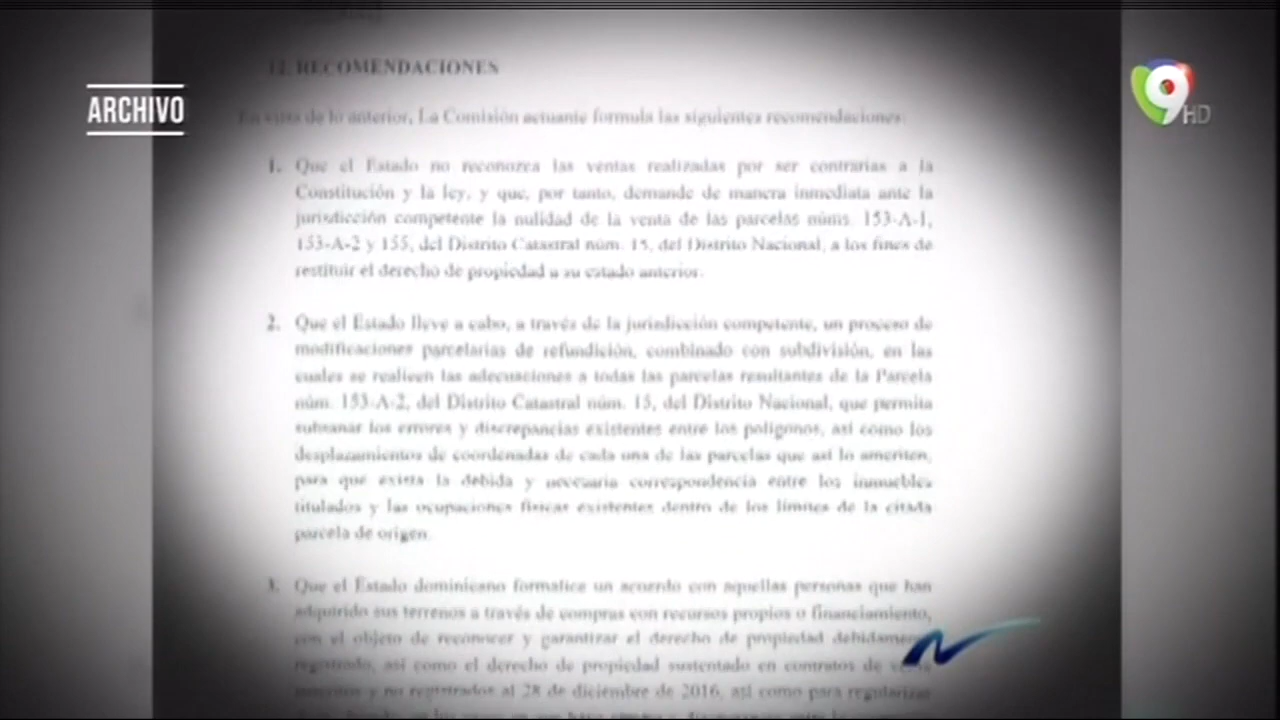 12. RECOMENDACIONES
ARCHIVO
9
HD
En vista de lo anterior, La Comisión actuante formula las siguientes recomendaciones:
1. Que el Estado no reconozca las ventas realizadas por ser contrarias a la
Constitución y la ley, y que, por tanto, demande de manera inmediata ante la
jurisdicción competente la nulidad de la venta de las parcelas núms. 153-A-1,
153-A-2 y 155, del Distrito Catastral núm. 15, del Distrito Nacional, a los fines de
restituir el derecho de propiedad a su estado anterior.
2. Que el Estado lleve a cabo, a través de la jurisdicción competente, un proceso de
modificaciones parcelarias de refundición, combinado con subdivisión, en las
cuales se realicen las adecuaciones a todas las parcelas resultantes de la Parcela
núm. 153-A-2, del Distrito Catastral núm. 15, del Distrito Nacional, que permita
subsanar los errores y discrepancias existentes entre los polígonos, así como los
desplazamientos de coordenadas de cada una de las parcelas que así lo ameriten,
para que exista la debida y necesaria correspondencia entre los inmuebles
titulados y las ocupaciones físicas existentes dentro de los límites de la citada
parcela de origen.
3. Que el Estado dominicano formalice un acuerdo con aquellas personas que han
adquirido sus terrenos a través de compras con recursos propios o financiamiento,
con el objeto de reconocer y garantizar el derecho de propiedad debidamente
registrado, así como el derecho de propiedad sustentado en contratos de
y no registrados al 28 de diciembre de 2016, así como para regularizar